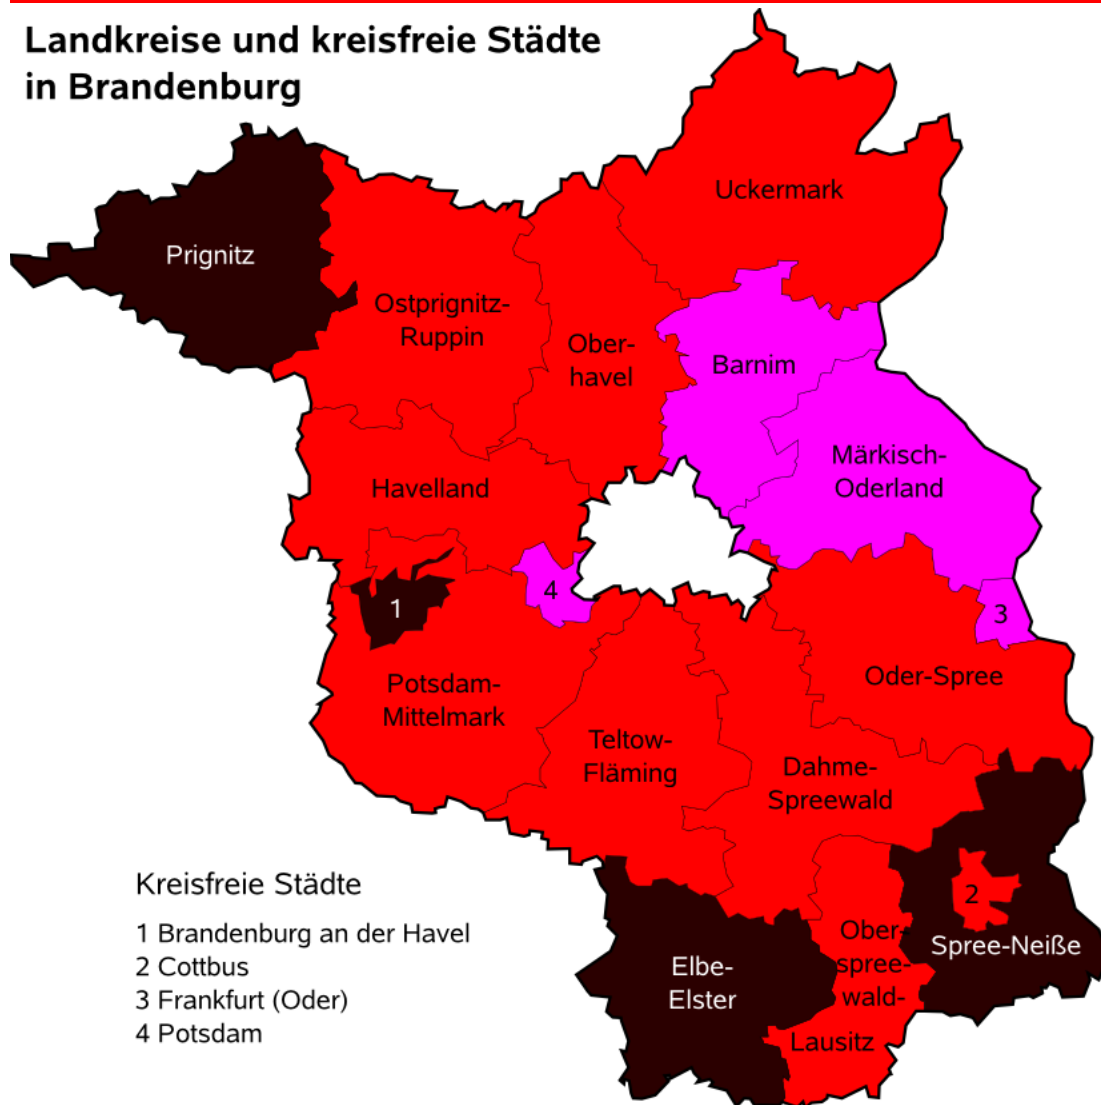 Landkreise und kreisfreie Städte
in Brandenburg
Uckermark
Prignitz
Ostprignitz-
Ruppin
Ober-
havel
Barnim
Märkisch-
Oderland
Havelland
4
1
3
Potsdam-
Mittelmark
Oder-Spree
Teltow-
Fläming
Dahme-
Spreewald
2
Ober-
spree-
wald-
Lausitz
Spree-Neiße
Elbe-
Elster
Kreisfreie Städte
1 Brandenburg an der Havel
2 Cottbus
3 Frankfurt (Oder)
4 Potsdam